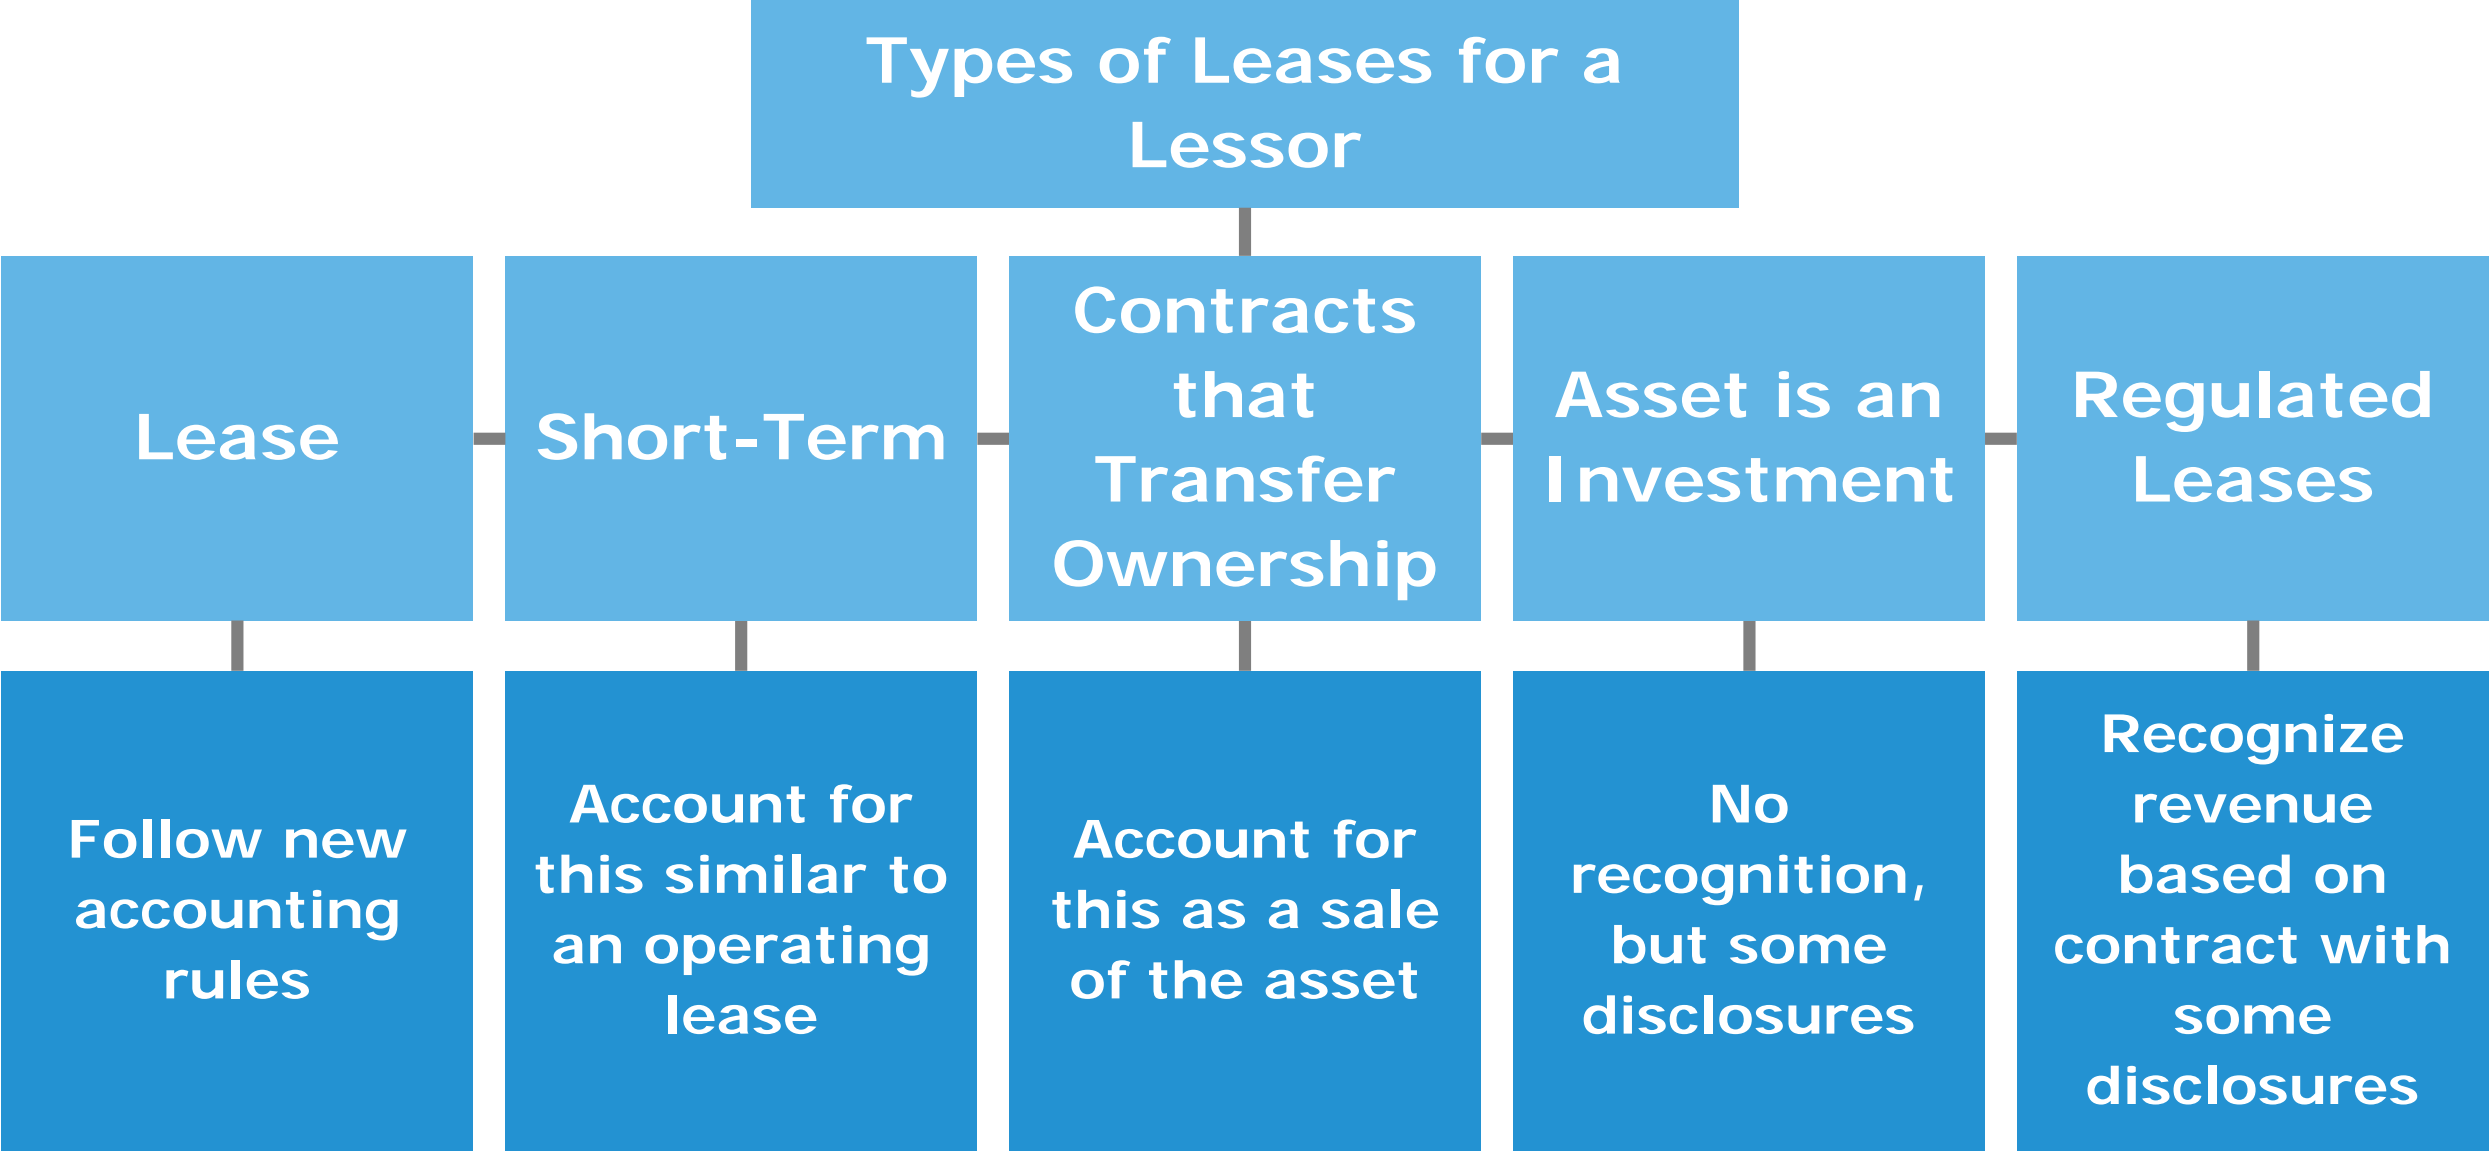 Types of Leases for a
Lessor
Lease
Short-Term
Contracts
that
Transfer
Ownership
Asset is an
Investment
Regulated
Leases
Follow new
accounting
rules
Account for
this similar to
an operating
lease
Account for
this as a sale
of the asset
No
recognition,
but some
disclosures
Recognize
revenue
based on
contract with
some
disclosures